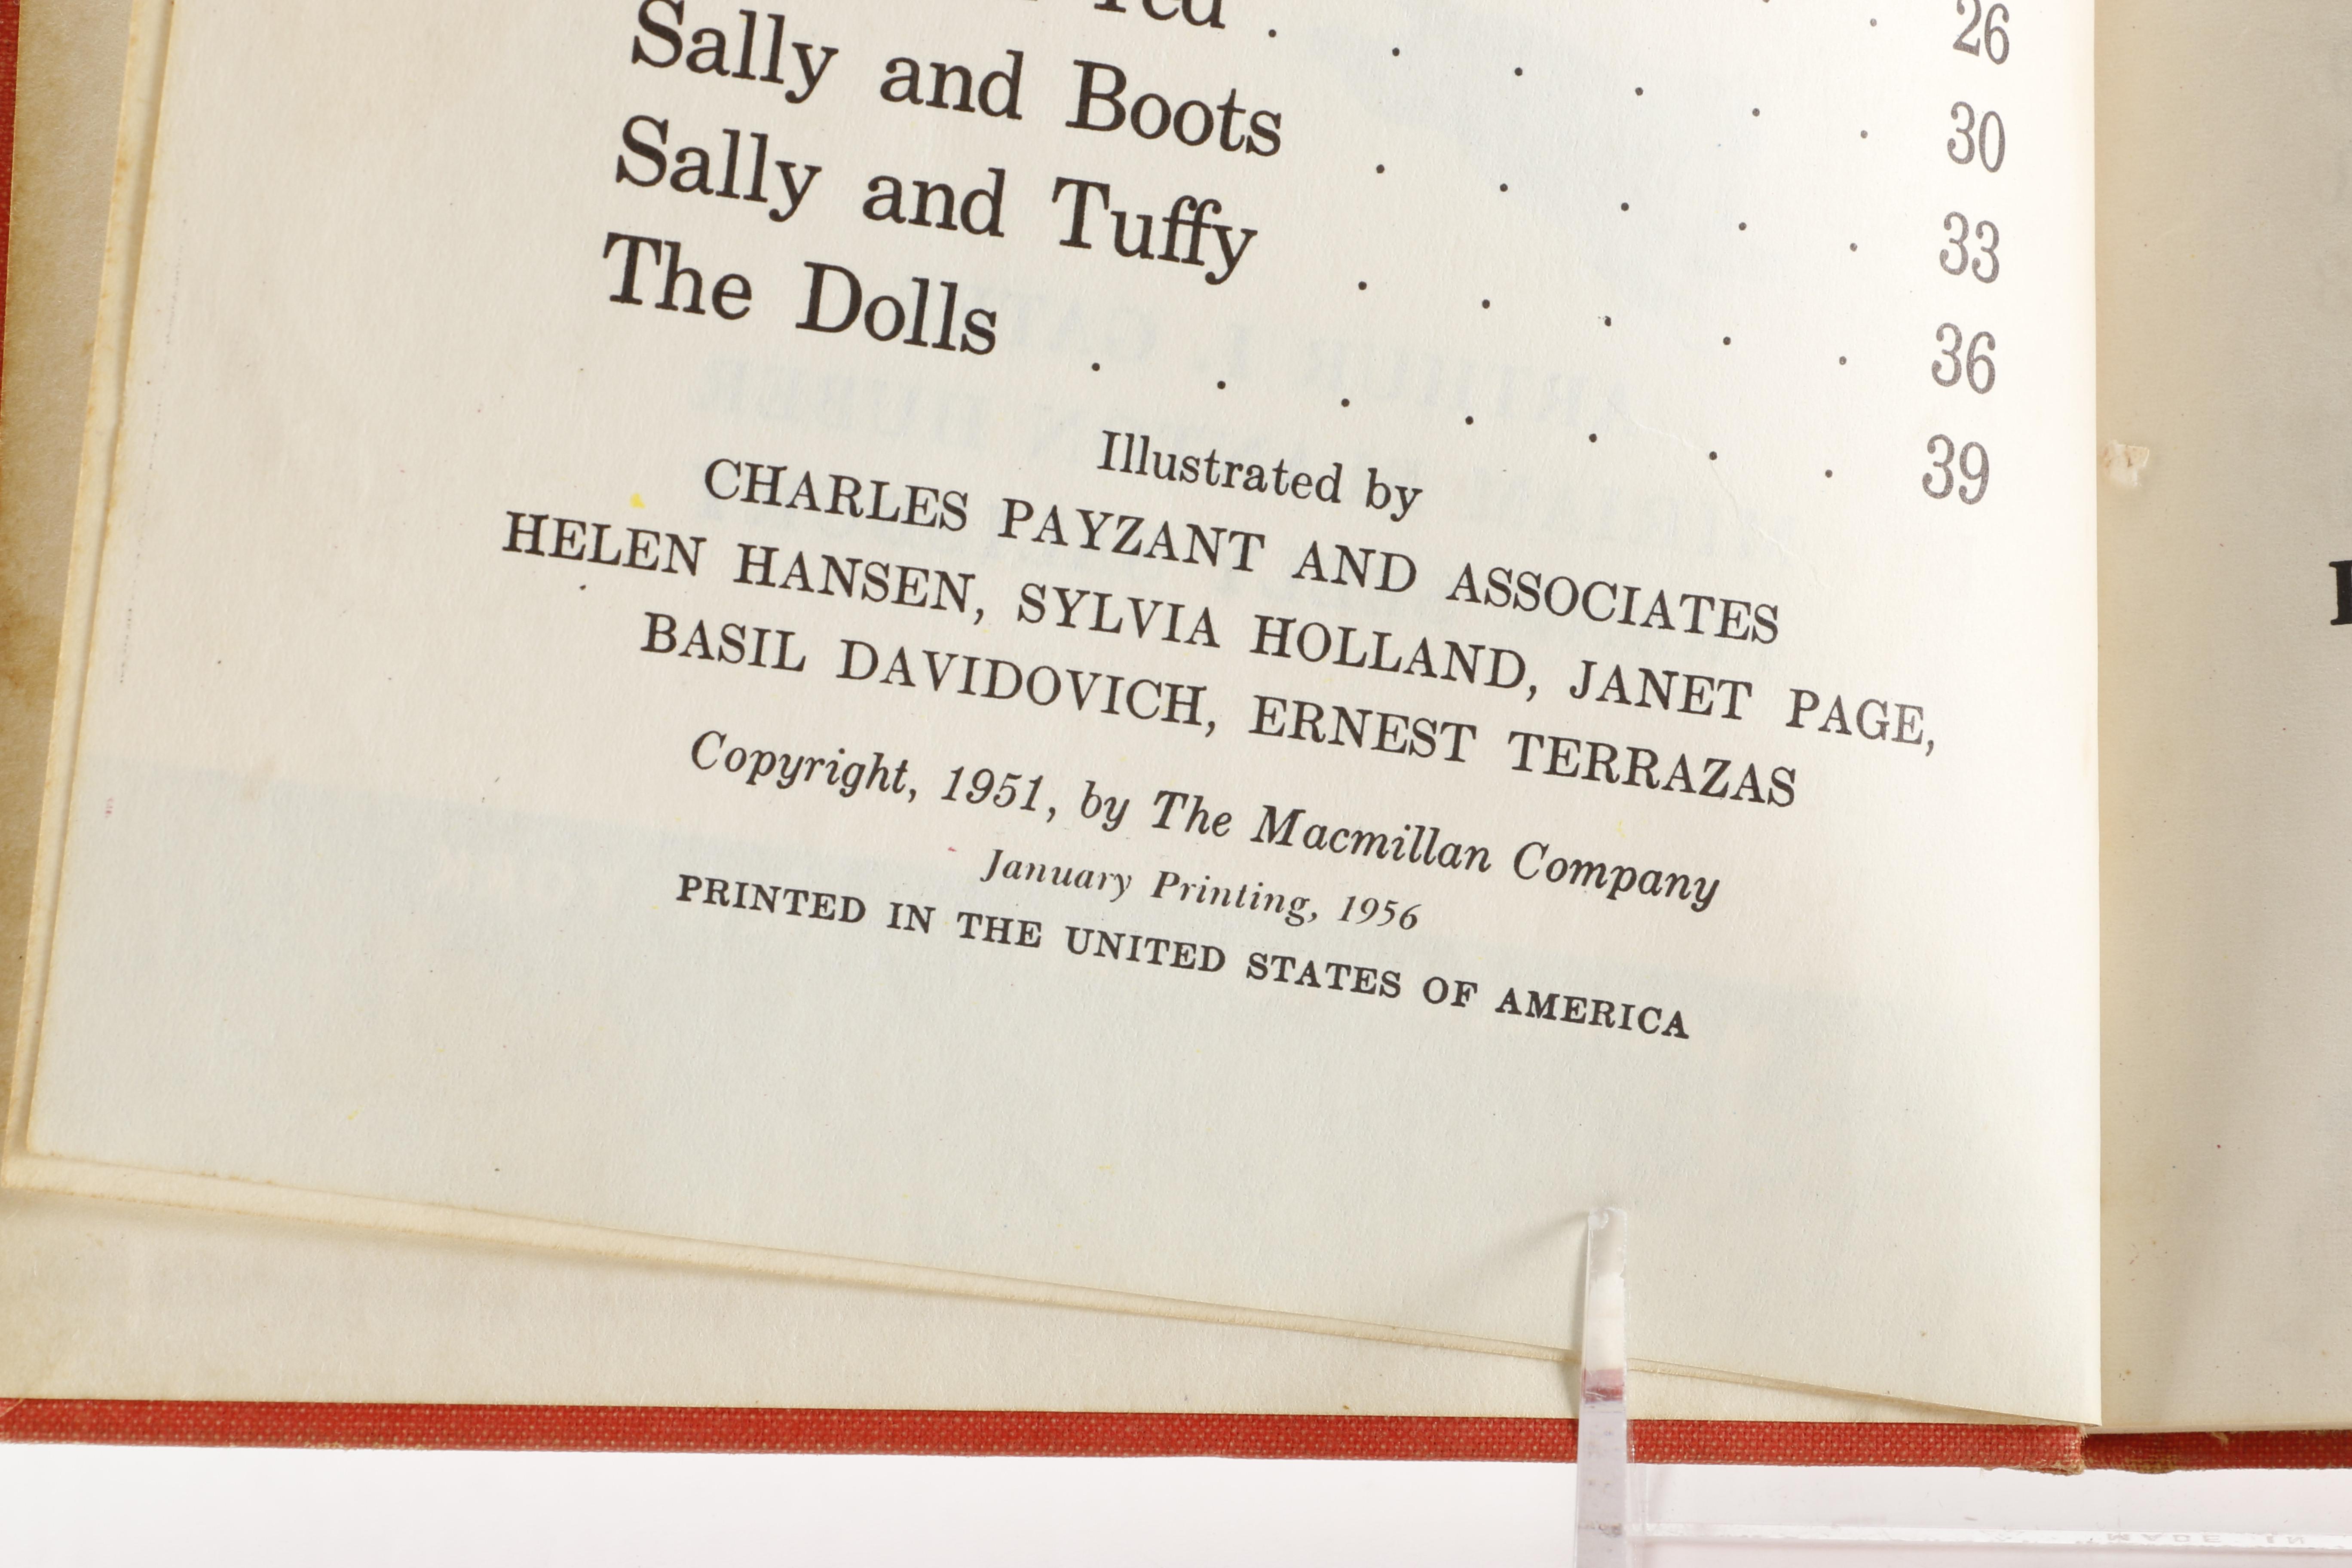 . 26
Ted . . . . . . 30
Sally and Boots . . . . . 33
Sally and Tuffy . . . . . 36
The Dolls . . . . . . . 39
Illustrated by
CHARLES PAYZANT AND ASSOCIATES
HELEN HANSEN, SYLVIA HOLLAND, JANET PAGE,
BASIL DAVIDOVICH, ERNEST TERRAZAS
Copyright, 1951, by The Macmillan Company
January Printing, 1956
PRINTED IN THE UNITED STATES OF AMERICA